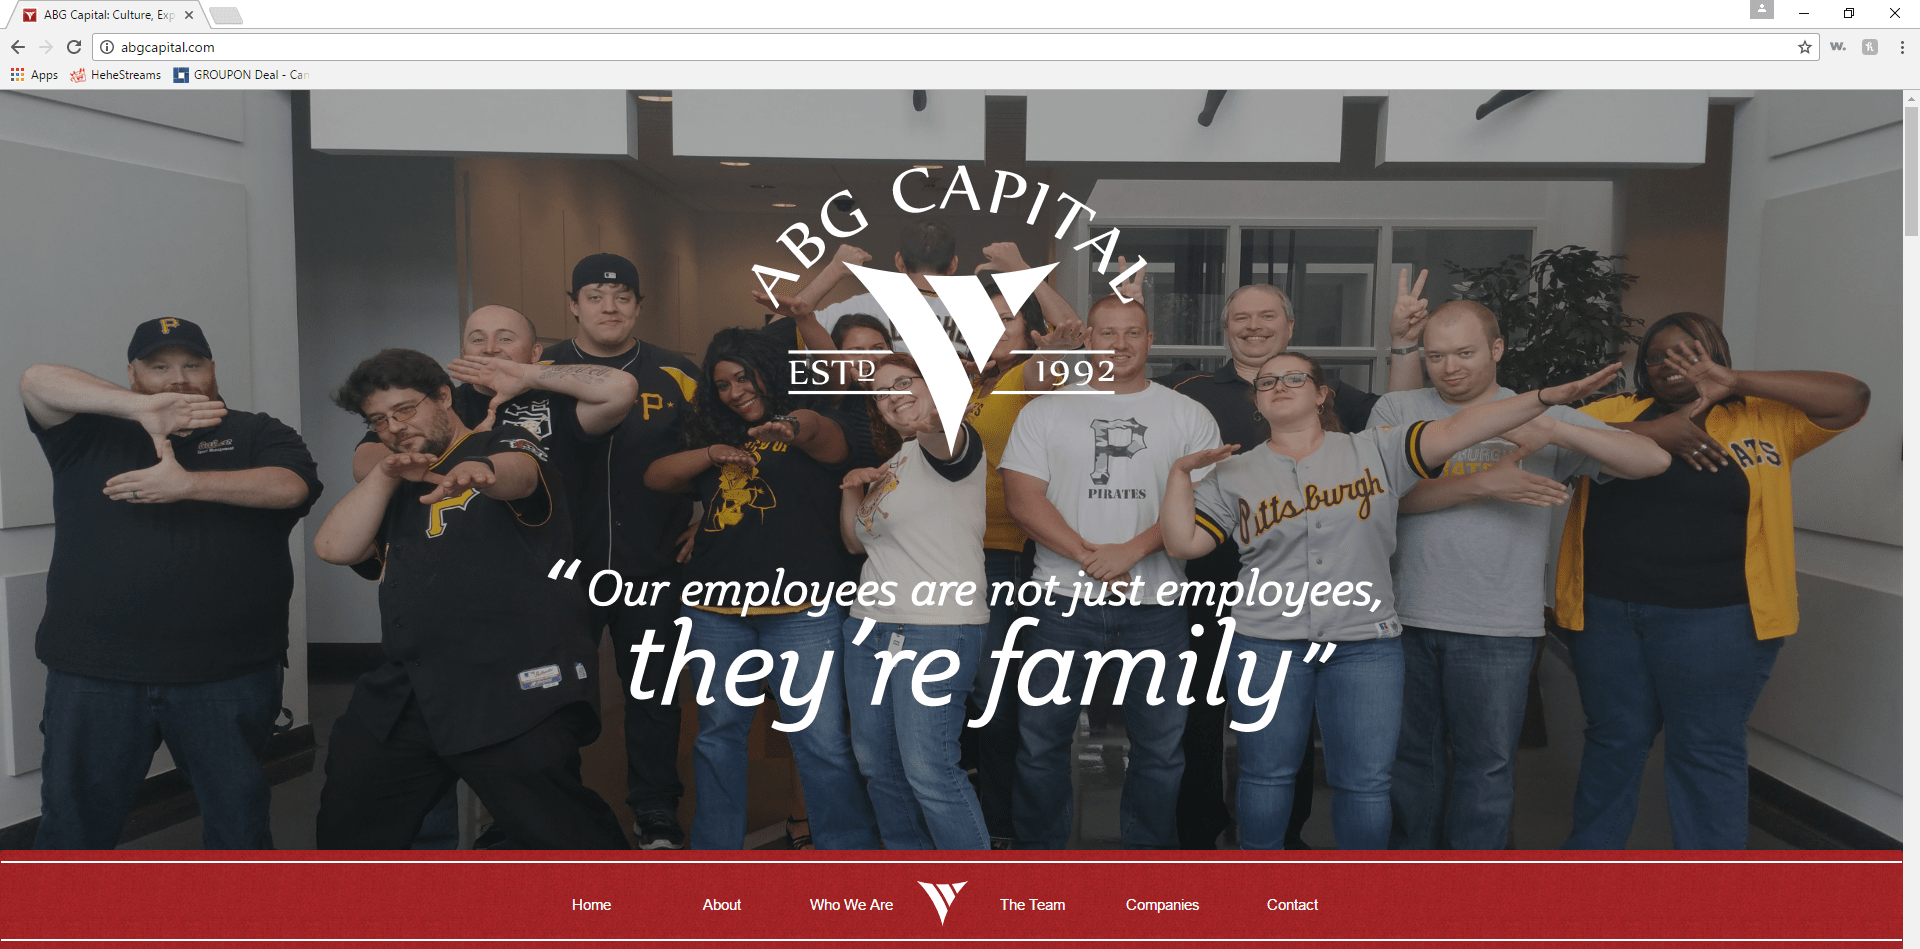 ABG Capital: Culture, Exp
abgcapital.com
Apps HeheStreams GROUPON Deal - Can
ABG CAPITAL
ESTD 1992
P
P
PIRATES
Pittsburgh
“Our employees are not just employees,
they’re family”
Home About Who We Are The Team Companies Contact